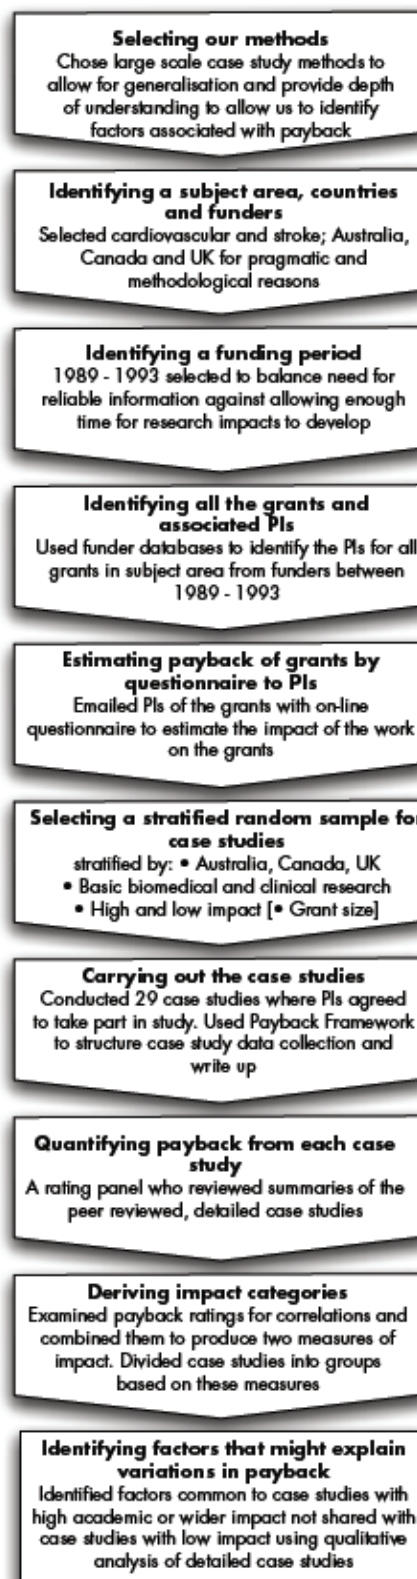 Selecting our methods
Chose large scale case study methods to
allow for generalisation and provide depth
of understanding to allow us to identify
factors associated with payback
Identifying a subject area, countries
and funders
Selected cardiovascular and stroke; Australia,
Canada and UK for pragmatic and
methodological reasons
Identifying a funding period
1989 - 1993 selected to balance need for
reliable information against allowing enough
time for research impacts to develop
Identifying all the grants and
associated PIs
Used funder databases to identify the PIs for all
grants in subject area from funders between
1989 - 1993
Estimating payback of grants by
questionnaire to PIs
Emailed PIs of the grants with on-line
questionnaire to estimate the impact of the work
on the grants
Selecting a stratified random sample for
case studies
stratified by: • Australia, Canada, UK
• Basic biomedical and clinical research
• High and low impact [• Grant size]
Carrying out the case studies
Conducted 29 case studies where PIs agreed
to take part in study. Used Payback Framework
to structure case study data collection and
write up
Quantifying payback from each case
study
A rating panel who reviewed summaries of the
peer reviewed, detailed case studies
Deriving impact categories
Examined payback ratings for correlations and
combined them to produce two measures of
impact. Divided case studies into groups
based on these measures
Identifying factors that might explain
variations in payback
Identified factors common to case studies with
high academic or wider impact not shared with
case studies with low impact using qualitative
analysis of detailed case studies